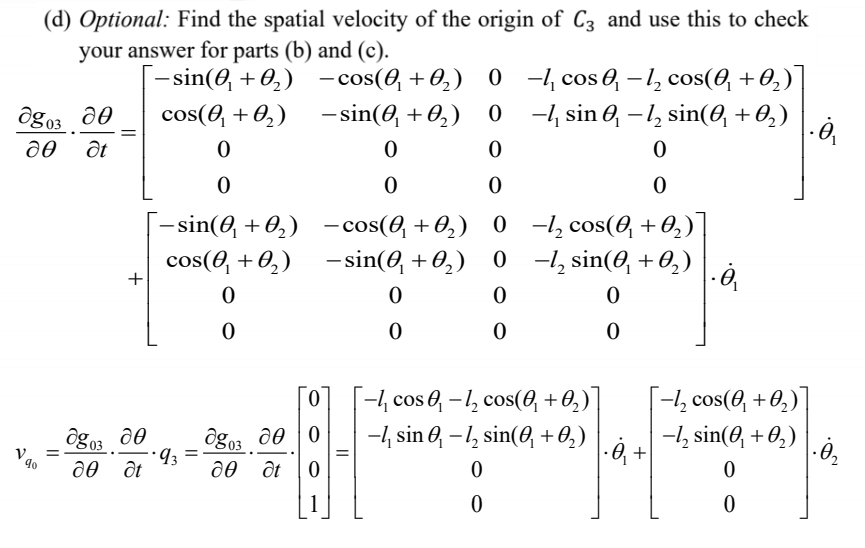 (d) Optional: Find the spatial velocity of the origin of C₃ and use this to check
your answer for parts (b) and (c).
$$\frac{\partial g_{03}}{\partial \theta} \cdot \frac{\partial \theta}{\partial t} = \begin{bmatrix} -\sin(\theta_1+\theta_2) & -\cos(\theta_1+\theta_2) & 0 & -l_1\cos\theta_1 - l_2\cos(\theta_1+\theta_2) \\ \cos(\theta_1+\theta_2) & -\sin(\theta_1+\theta_2) & 0 & -l_1\sin\theta_1 - l_2\sin(\theta_1+\theta_2) \\ 0 & 0 & 0 & 0 \\ 0 & 0 & 0 & 0 \end{bmatrix} \cdot \dot{\theta}_1$$
$$+ \begin{bmatrix} -\sin(\theta_1+\theta_2) & -\cos(\theta_1+\theta_2) & 0 & -l_2\cos(\theta_1+\theta_2) \\ \cos(\theta_1+\theta_2) & -\sin(\theta_1+\theta_2) & 0 & -l_2\sin(\theta_1+\theta_2) \\ 0 & 0 & 0 & 0 \\ 0 & 0 & 0 & 0 \end{bmatrix} \cdot \dot{\theta}_1$$
$$v_{q_0} = \frac{\partial g_{03}}{\partial \theta} \cdot \frac{\partial \theta}{\partial t} \cdot q_3 = \frac{\partial g_{03}}{\partial \theta} \cdot \frac{\partial \theta}{\partial t} \cdot \begin{bmatrix} 0 \\ 0 \\ 0 \\ 1 \end{bmatrix} = \begin{bmatrix} -l_1\cos\theta_1 - l_2\cos(\theta_1+\theta_2) \\ -l_1\sin\theta_1 - l_2\sin(\theta_1+\theta_2) \\ 0 \\ 0 \end{bmatrix} \cdot \dot{\theta}_1 + \begin{bmatrix} -l_2\cos(\theta_1+\theta_2) \\ -l_2\sin(\theta_1+\theta_2) \\ 0 \\ 0 \end{bmatrix} \cdot \dot{\theta}_2$$